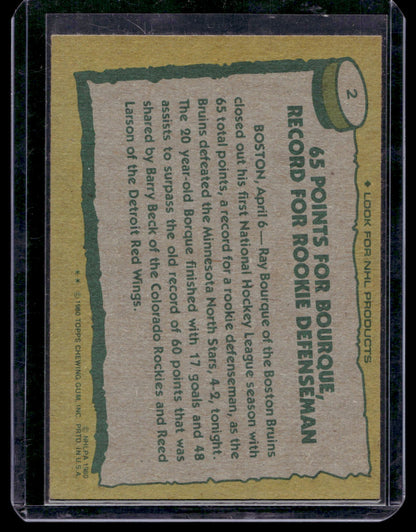 2
◆ LOOK FOR NHL PRODUCTS
65 POINTS FOR BOURQUE,
RECORD FOR ROOKIE DEFENSEMAN
BOSTON, April 6—Ray Bourque of the Boston Bruins
closed out his first National Hockey League season with
65 total points, a record for a rookie defenseman, as the
Bruins defeated the Minnesota North Stars, 4-2, tonight.
The 20 year-old Borque finished with 17 goals and 48
assists to surpass the old record of 60 points that was
shared by Barry Beck of the Colorado Rockies and Reed
Larson of the Detroit Red Wings.
** © 1980 TOPPS CHEWING GUM, INC. PRTD. IN U.S.A.
© NHLPA 1980